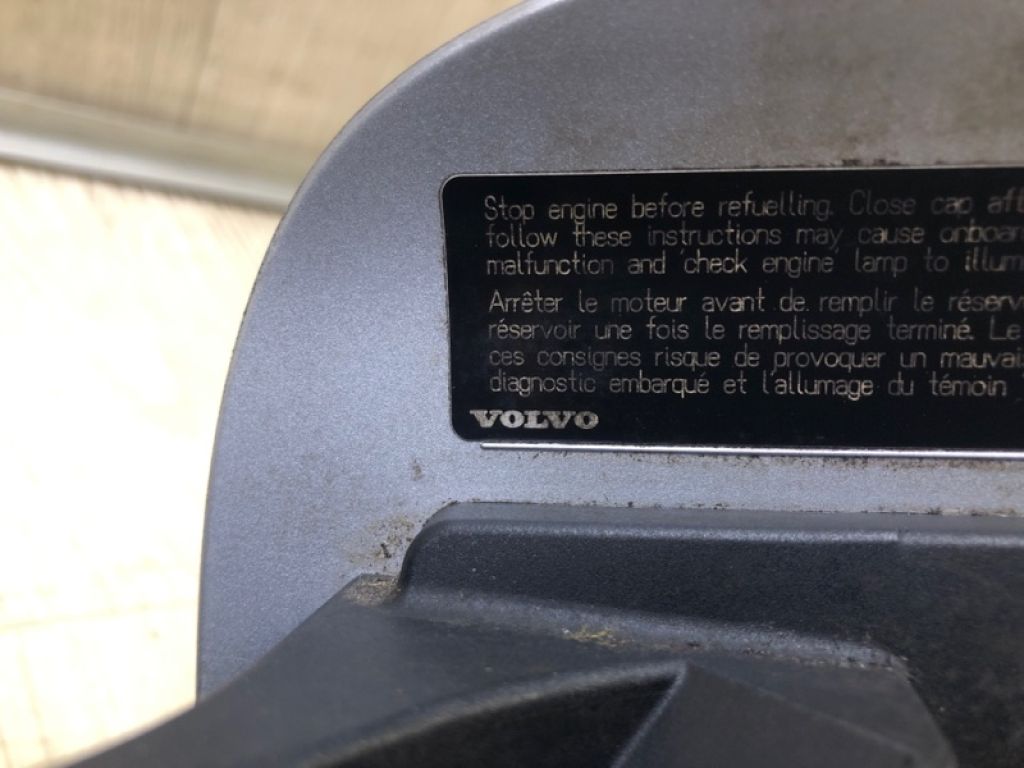 Stop engine before refuelling. Close cap
follow these instructions may cause
malfunction and check engine lamp to
Arrêter le moteur avant de remplir le
réservoir une fois le remplissage terminé. Le
ces consignes risque de provoquer un
diagnostic embarqué et l'allumage du témoin
VOLVO